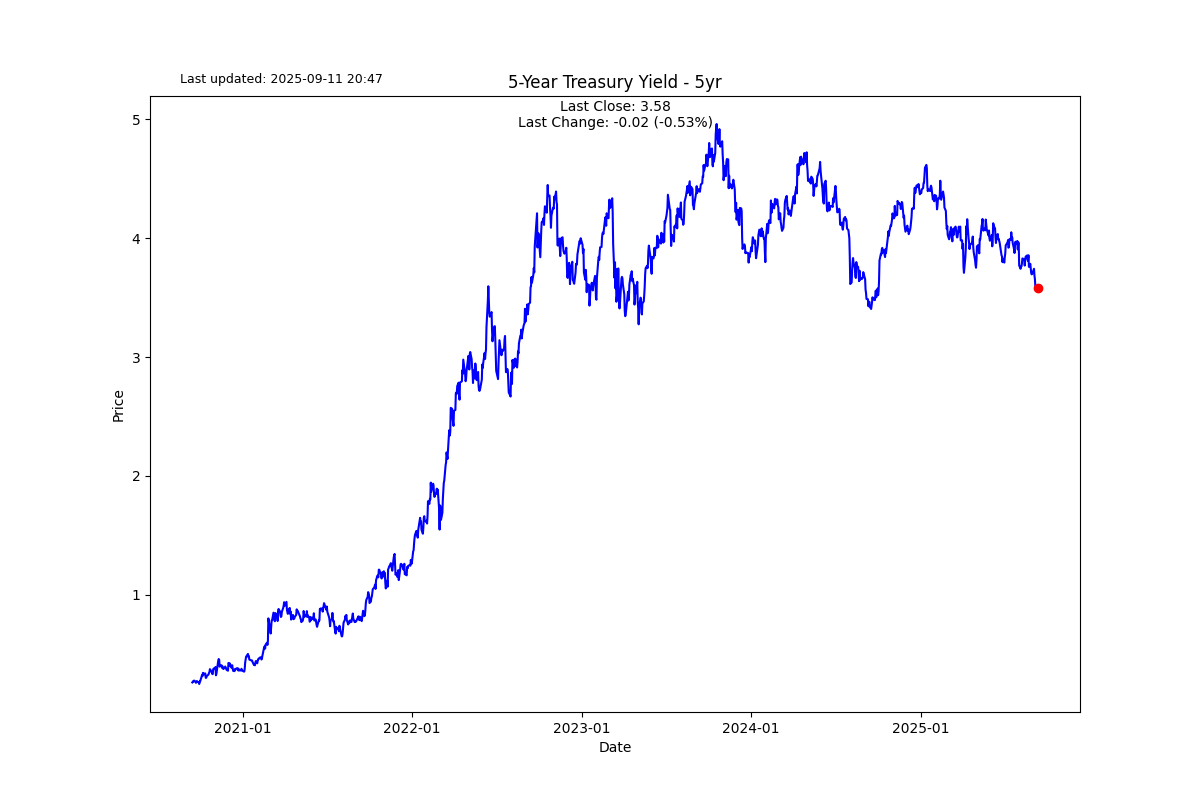 Last updated: 2025-09-11 20:47
5-Year Treasury Yield - 5yr
Last Close: 3.58
Last Change: -0.02 (-0.53%)
5
4
3
2
1
Price
2021-01
2022-01
2023-01
2024-01
2025-01
Date